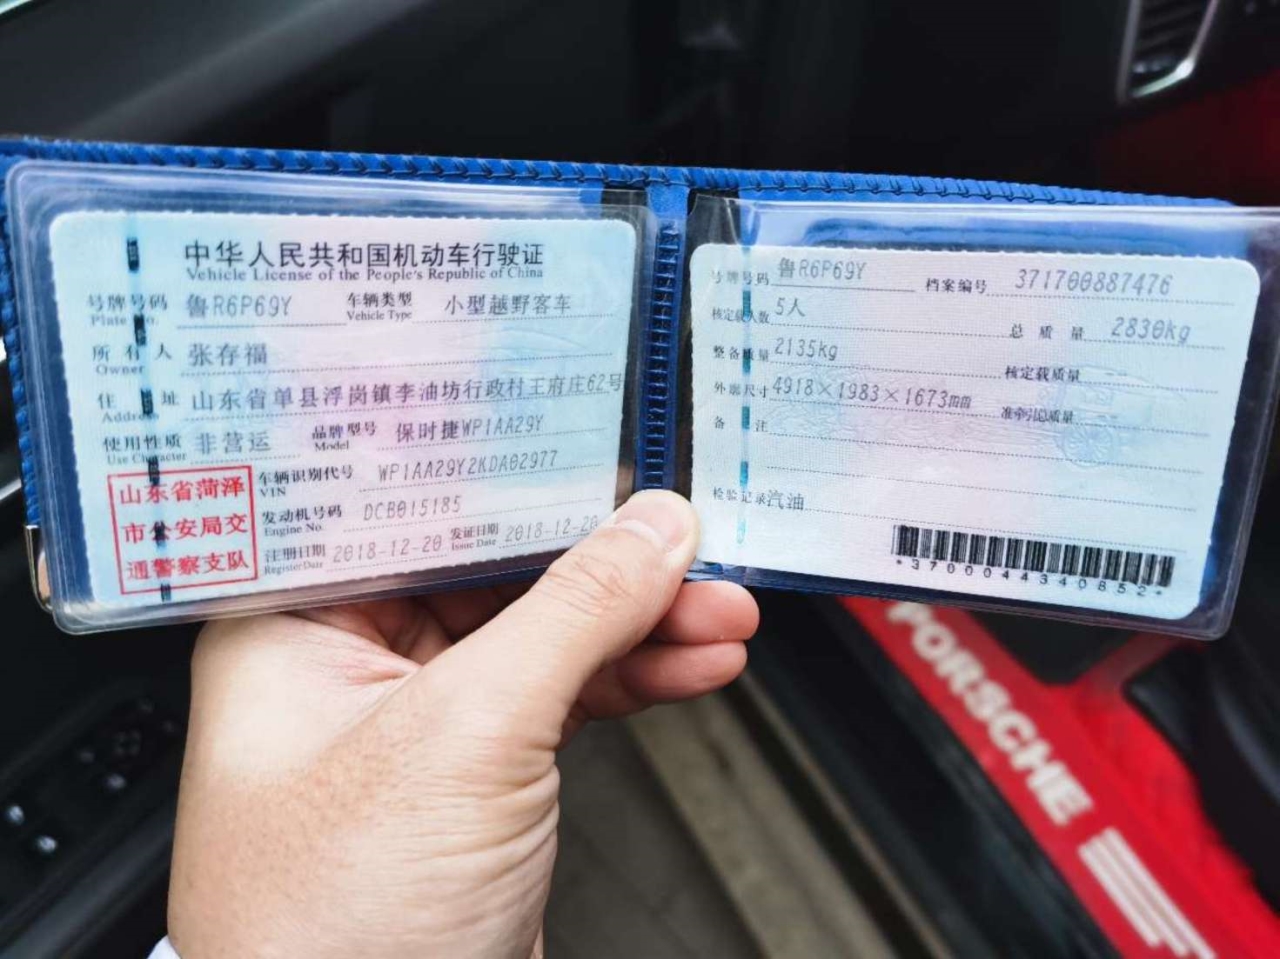 中华人民共和国机动车行驶证
Vehicle License of the People's Republic of China
号牌号码 鲁R6P69Y 车辆类型 小型越野客车
Plate No. Vehicle Type
所有人 张存福
Owner
住址 山东省单县浮岗镇李油坊行政村王府庄62号
Address
使用性质 非营运 品牌型号 保时捷WP1AA29Y
Use Character Model
山东省菏泽
市公安局交
通警察支队
车辆识别代号 WP1AA29Y2KDA02977
VIN
发动机号码 DCB015185
Engine No.
注册日期 2018-12-20 发证日期 2018-12-20
Register Date Issue Date
号牌号码 鲁R6P69Y 档案编号 371700887476
核定载人数 5人 总质量 2830kg
整备质量 2135kg 核定载质量
外廓尺寸 4918×1983×1673mm 准牵引总质量
备注
检验记录 汽油
*3700044340852*
PORSCHE